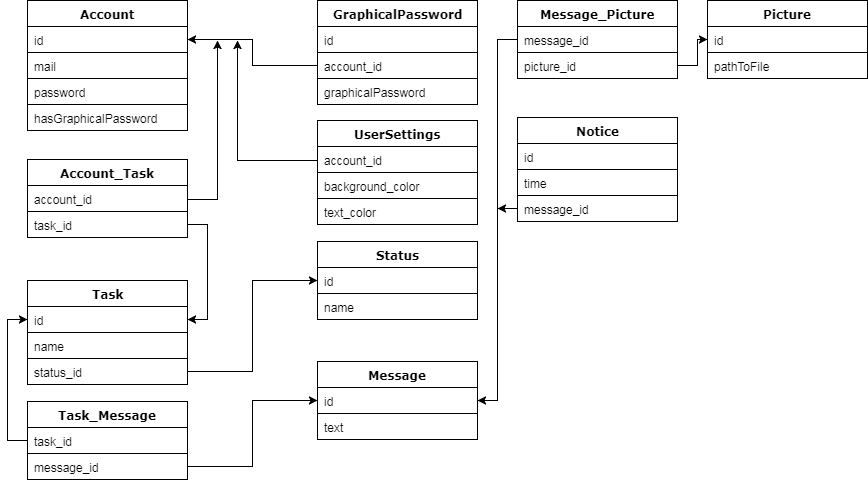 Account
id
mail
password
hasGraphicalPassword
Account_Task
account_id
task_id
Task
id
name
status_id
Task_Message
task_id
message_id
GraphicalPassword
id
account_id
graphicalPassword
UserSettings
account_id
background_color
text_color
Status
id
name
Message
id
text
Message_Picture
message_id
picture_id
Notice
id
time
message_id
Picture
id
pathToFile